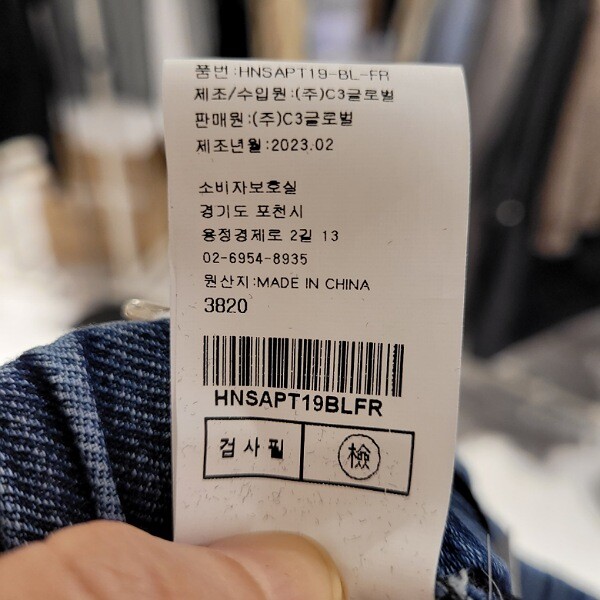 품번:HNSAPT19-BL-FR
제조/수입원:(주)C3글로벌
판매원:(주)C3글로벌
제조년월:2023.02
소비자보호실
경기도 포천시
용정경제로 2길 13
02-6954-8935
원산지:MADE IN CHINA
3820
HNSAPT19BLFR
검사필 檢